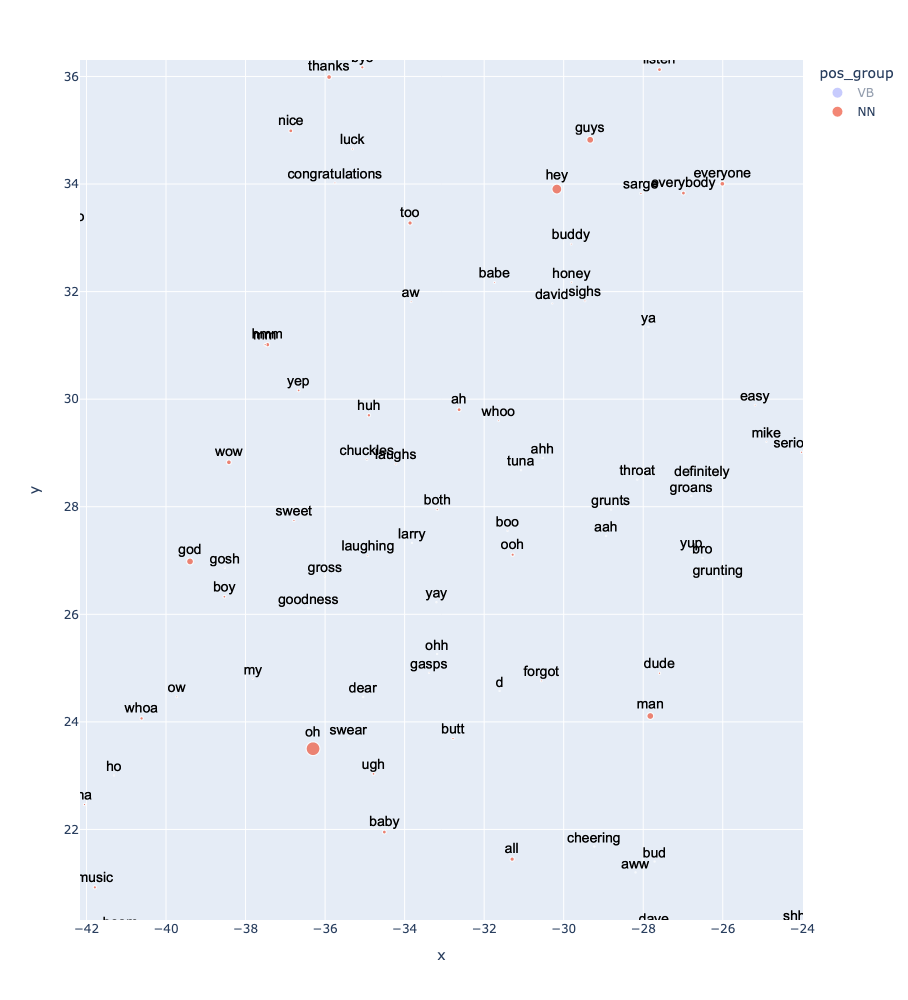 thanks
listen
pos_group
VB
NN
36
nice
luck
guys
congratulations
hey
sarge
everybody
everyone
34
too
buddy
babe
honey
32
aw
david
sighs
ya
hmm
yep
30
huh
ah
whoo
easy
mike
wow
chuckles
laughs
ahh
tuna
throat
definitely
groans
28
both
grunts
sweet
boo
aah
larry
god
gosh
laughing
ooh
yup
bro
gross
grunting
boy
goodness
yay
26
ohh
gasps
my
forgot
dude
ow
dear
d
whoa
man
24
oh
swear
butt
ho
ugh
22
baby
all
cheering
bud
aww
music
dave
−42
−40
−38
−36
−34
−32
−30
−28
−26
−24
x
y